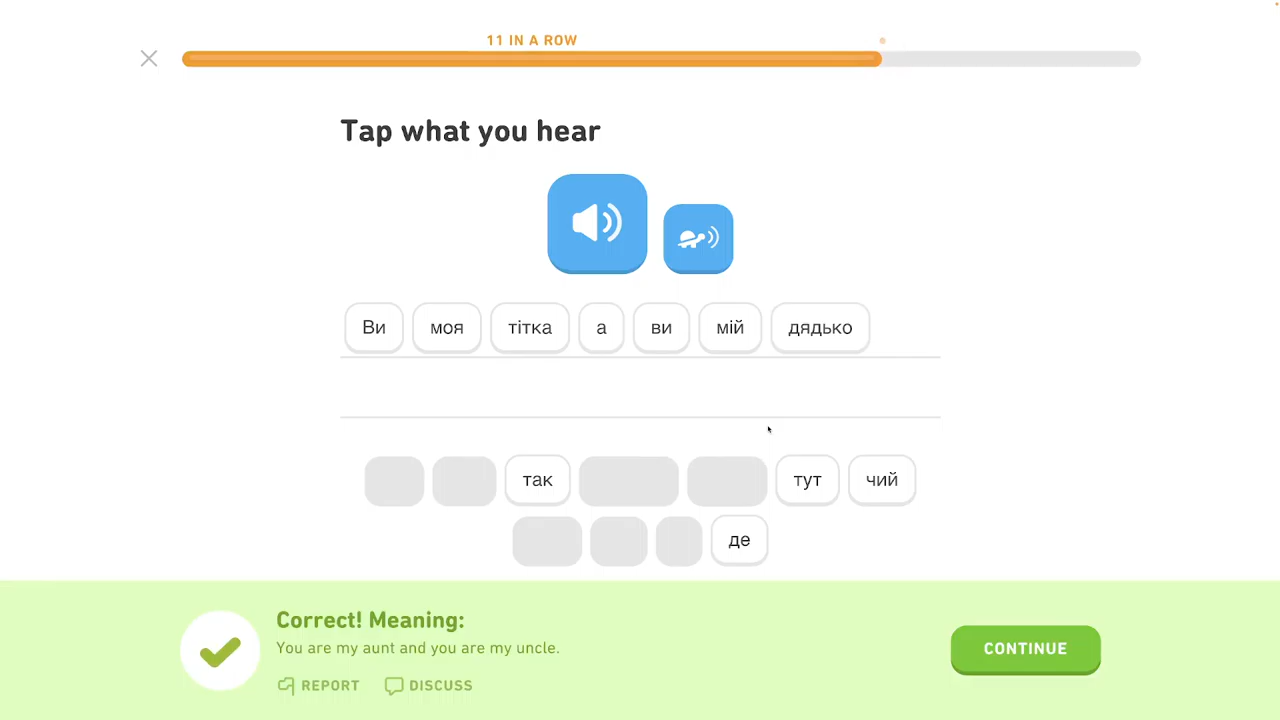 11 IN A ROW
Tap what you hear
Ви моя тітка а ви мій дядько
так тут чий
де
Correct! Meaning:
You are my aunt and you are my uncle.
REPORT DISCUSS
CONTINUE